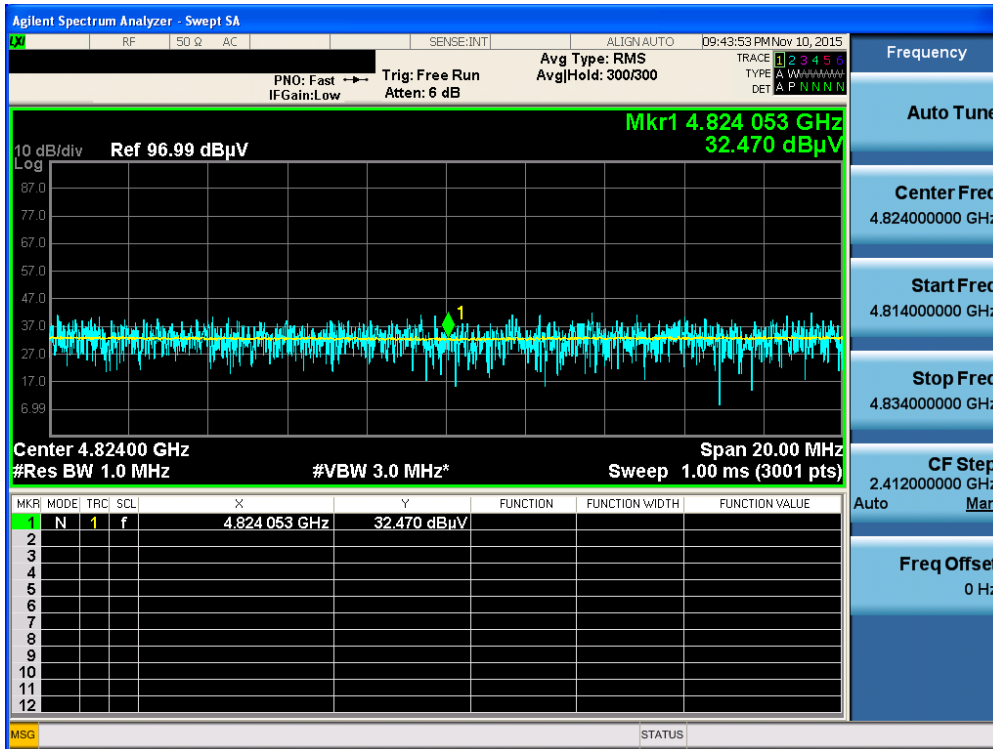 Agilent Spectrum Analyzer - Swept SA
LXI RF 50 Ω AC SENSE:INT ALIGN AUTO 09:43:53 PM Nov 10, 2015
Frequency
PNO: Fast Trig: Free Run Avg Type: RMS TRACE 1 2 3 4 5 6
IFGain:Low Atten: 6 dB Avg|Hold: 300/300 TYPE A W
DET A P N N N N
Auto Tune
Mkr1 4.824 053 GHz
32.470 dBµV
10 dB/div Ref 96.99 dBµV
Log
87.0
77.0
67.0
57.0
47.0
37.0
27.0
17.0
6.99
1
Center 4.82400 GHz Span 20.00 MHz
#Res BW 1.0 MHz #VBW 3.0 MHz* Sweep 1.00 ms (3001 pts)
Center Freq
4.824000000 GHz
Start Freq
4.814000000 GHz
Stop Freq
4.834000000 GHz
CF Step
2.412000000 GHz
Auto Man
Freq Offset
0 Hz
MKR MODE TRC SCL X Y FUNCTION FUNCTION WIDTH FUNCTION VALUE
1 N 1 f 4.824 053 GHz 32.470 dBµV
2
3
4
5
6
7
8
9
10
11
12
MSG STATUS